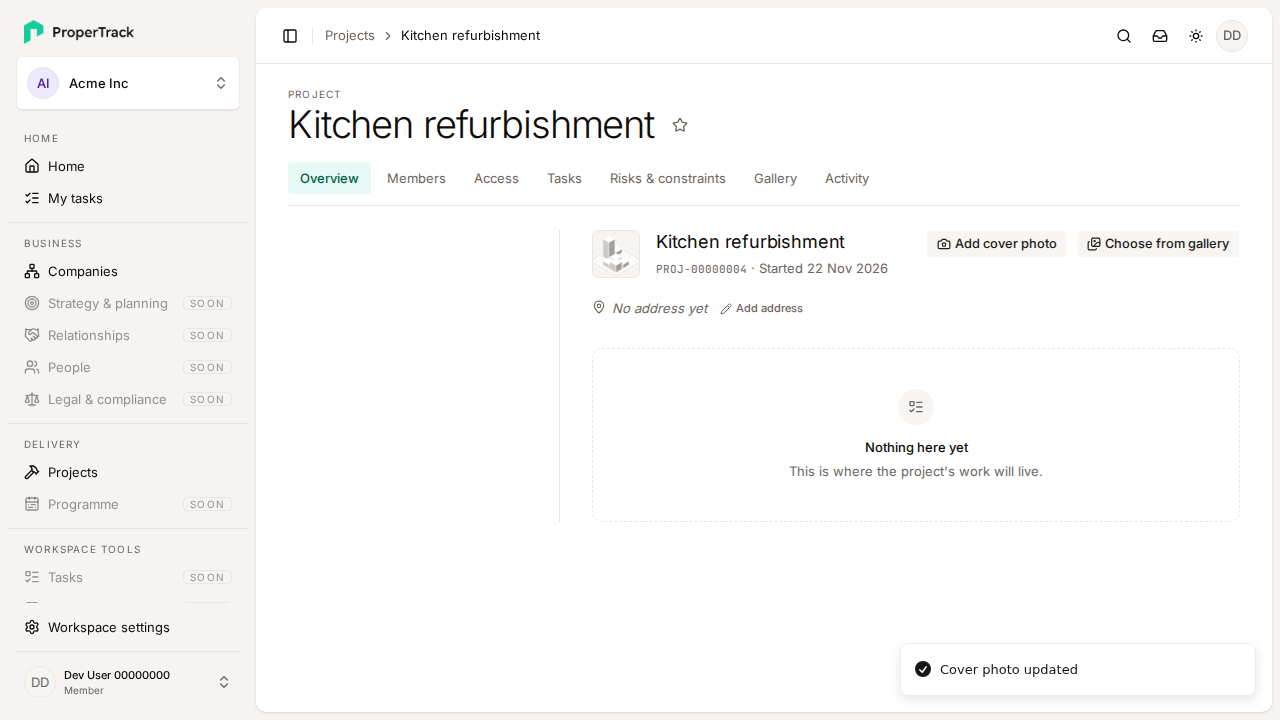 ProperTrack
AI Acme Inc
HOME
Home
My tasks
BUSINESS
Companies
Strategy & planning SOON
Relationships SOON
People SOON
Legal & compliance SOON
DELIVERY
Projects
Programme SOON
WORKSPACE TOOLS
Tasks SOON
Workspace settings
DD Dev User 00000000
Member
Projects > Kitchen refurbishment
DD
PROJECT
Kitchen refurbishment
Overview Members Access Tasks Risks & constraints Gallery Activity
Kitchen refurbishment
PROJ-00000004 · Started 22 Nov 2026
Add cover photo Choose from gallery
No address yet Add address
Nothing here yet
This is where the project's work will live.
Cover photo updated